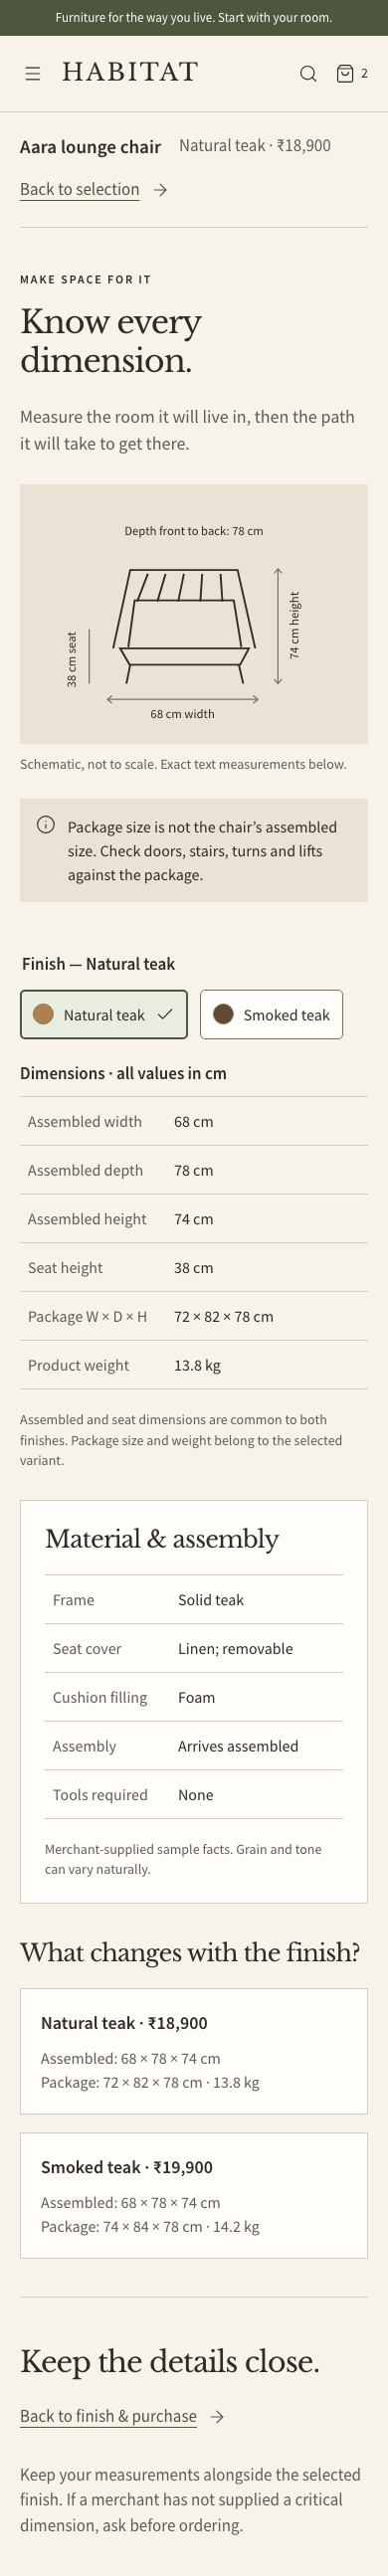 Furniture for the way you live. Start with your room.
HABITAT
2
Aara lounge chair Natural teak · ₹18,900
Back to selection →
MAKE SPACE FOR IT
Know every
dimension.
Measure the room it will live in, then the path
it will take to get there.
Depth front to back: 78 cm
38 cm seat
74 cm height
68 cm width
Schematic, not to scale. Exact text measurements below.
Package size is not the chair’s assembled
size. Check doors, stairs, turns and lifts
against the package.
Finish — Natural teak
Natural teak
Smoked teak
Dimensions · all values in cm
Assembled width 68 cm
Assembled depth 78 cm
Assembled height 74 cm
Seat height 38 cm
Package W × D × H 72 × 82 × 78 cm
Product weight 13.8 kg
Assembled and seat dimensions are common to both
finishes. Package size and weight belong to the selected
variant.
Material & assembly
Frame Solid teak
Seat cover Linen; removable
Cushion filling Foam
Assembly Arrives assembled
Tools required None
Merchant-supplied sample facts. Grain and tone
can vary naturally.
What changes with the finish?
Natural teak · ₹18,900
Assembled: 68 × 78 × 74 cm
Package: 72 × 82 × 78 cm · 13.8 kg
Smoked teak · ₹19,900
Assembled: 68 × 78 × 74 cm
Package: 74 × 84 × 78 cm · 14.2 kg
Keep the details close.
Back to finish & purchase →
Keep your measurements alongside the selected
finish. If a merchant has not supplied a critical
dimension, ask before ordering.